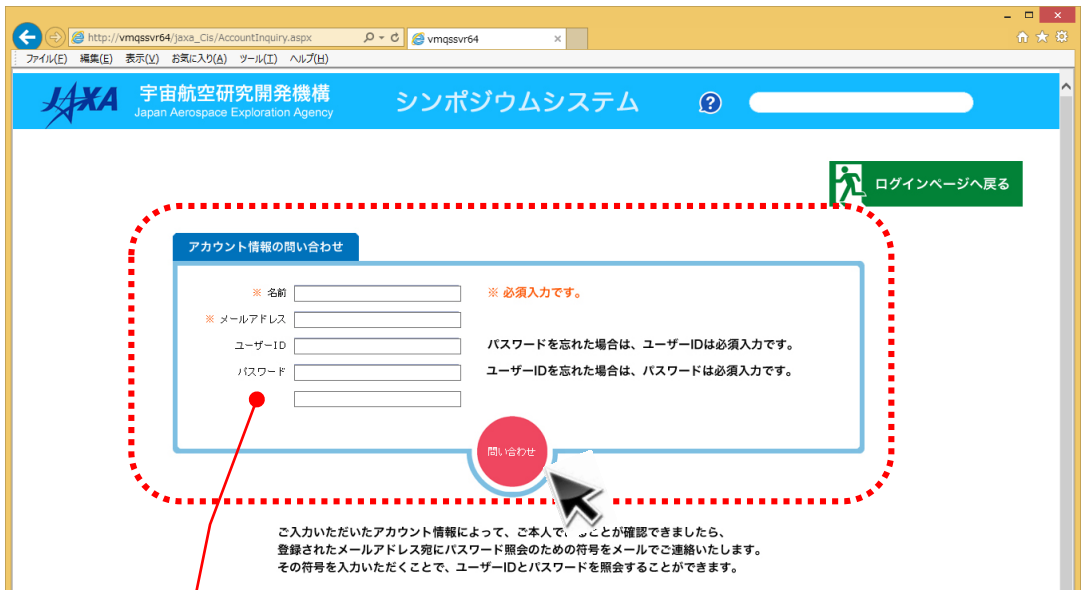 http://vmqssvr64/jaxa_Cis/AccountInquiry.aspx
vmqssvr64
ファイル(F) 編集(E) 表示(V) お気に入り(A) ツール(T) ヘルプ(H)
JAXA 宇宙航空研究開発機構
Japan Aerospace Exploration Agency
シンポジウムシステム
?
ログインページへ戻る
アカウント情報の問い合わせ
※ 名前 ※ 必須入力です。
※ メールアドレス
ユーザーID パスワードを忘れた場合は、ユーザーIDは必須入力です。
パスワード ユーザーIDを忘れた場合は、パスワードは必須入力です。
問い合わせ
ご入力いただいたアカウント情報によって、ご本人で ことが確認できましたら、
登録されたメールアドレス宛にパスワード照会のための符号をメールでご連絡いたします。
その符号を入力いただくことで、ユーザーIDとパスワードを照会することができます。